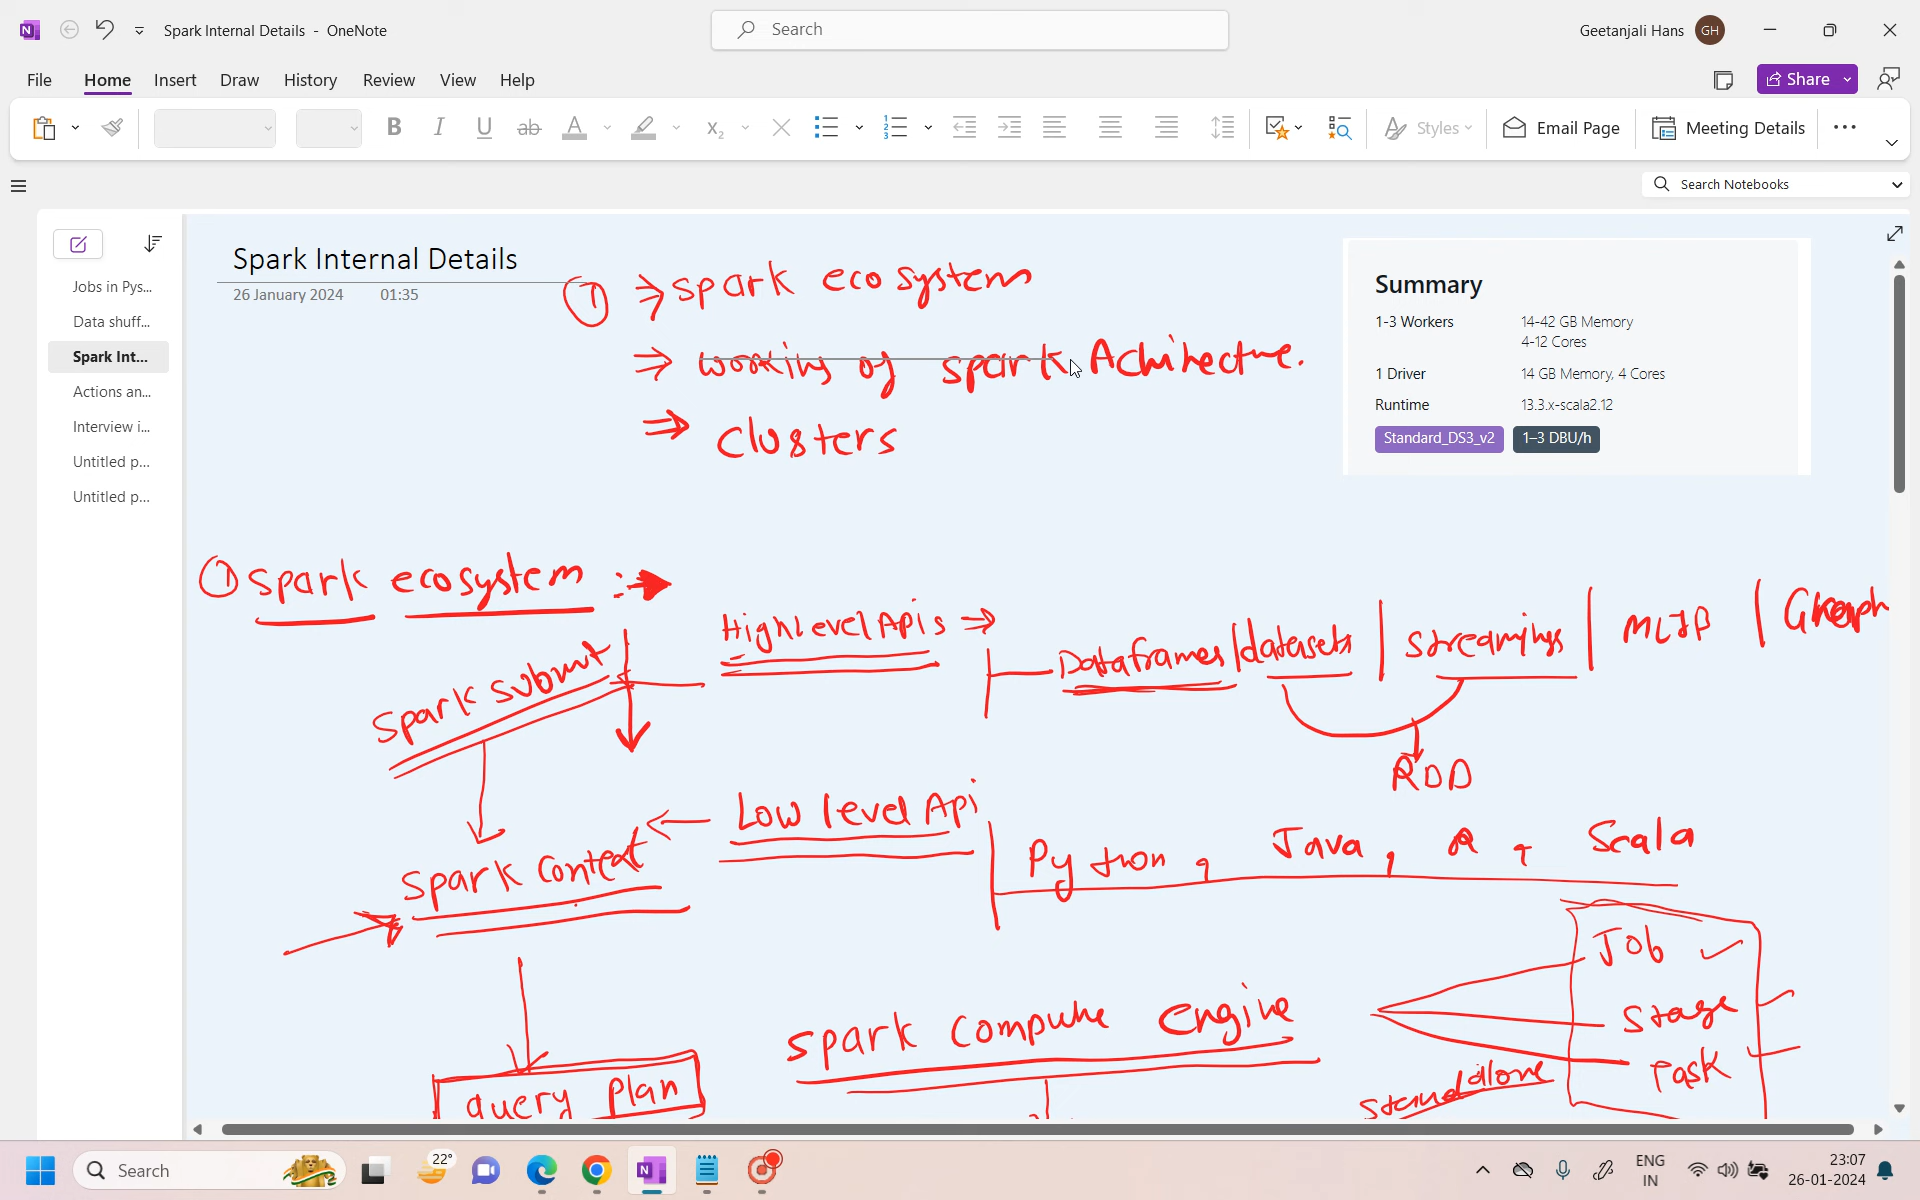 Spark Internal Details - OneNote
Search
Geetanjali Hans GH
File Home Insert Draw History Review View Help
Share
B I U ab A x₂ Styles Email Page Meeting Details
Search Notebooks
Jobs in Pys...
Data shuff...
Spark Int...
Actions an...
Interview i...
Untitled p...
Untitled p...
Spark Internal Details
26 January 2024 01:35
① ⇒ spark eco system
⇒ working of spark Achitectue.
⇒ clusters
Summary
1-3 Workers 14-42 GB Memory
4-12 Cores
1 Driver 14 GB Memory, 4 Cores
Runtime 13.3.x-scala2.12
Standard_DS3_v2 1–3 DBU/h
① spark ecosystem :→
High level Apis ⇒ Dataframes/datasets | streamings | MLIB | Graph
spark submit
RDD
Low level Api
Python, Java, R, Scala
spark context
Job
spark compute engine
Stage
Task
standalone
query plan
Search
22°
ENG
IN
23:07
26-01-2024